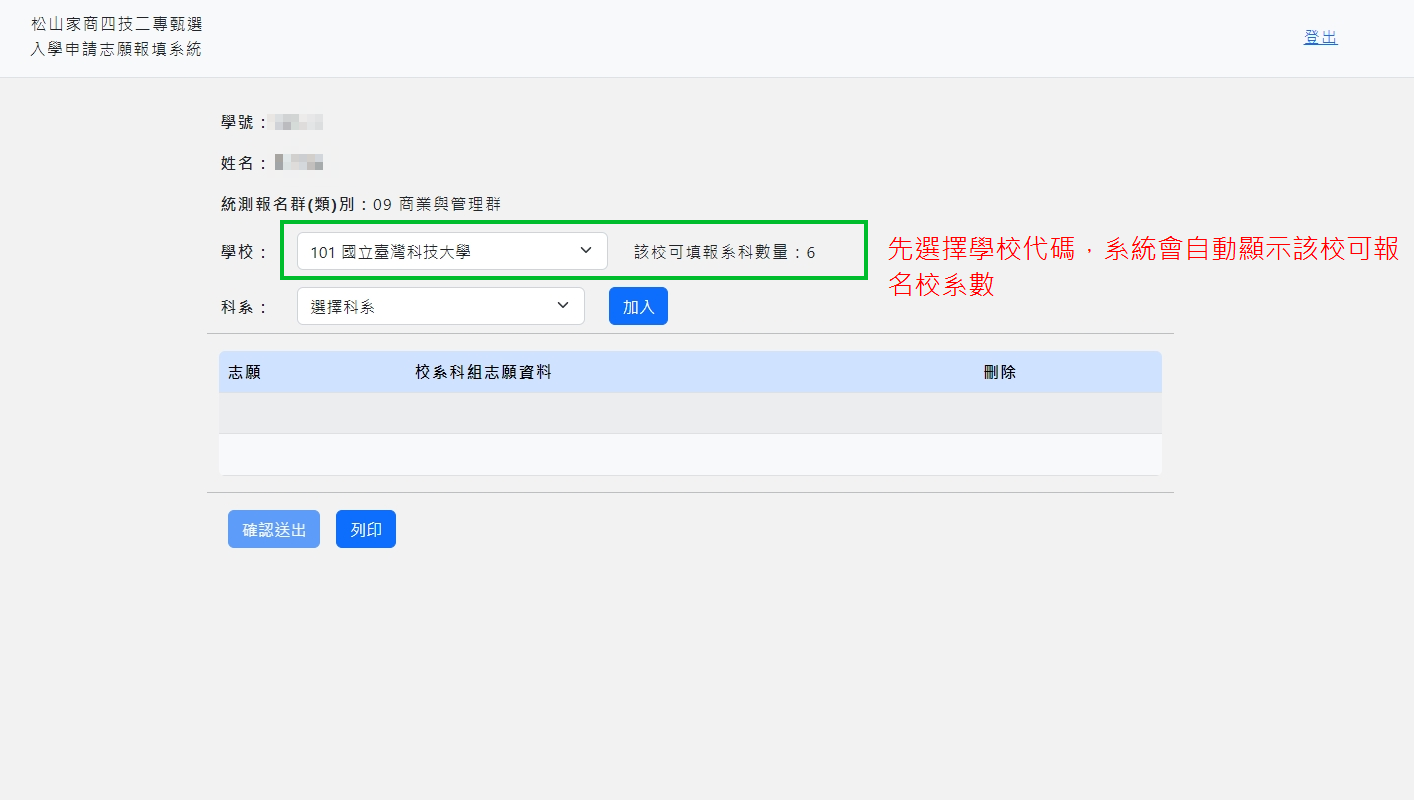 松山家商四技二專甄選
入學申請志願報填系統
登出
學號：
姓名：
統測報名群(類)別：09 商業與管理群
學校： 101 國立臺灣科技大學 該校可填報系科數量：6
先選擇學校代碼，系統會自動顯示該校可報
名校系數
科系： 選擇科系 加入
志願 校系科組志願資料 刪除
確認送出 列印